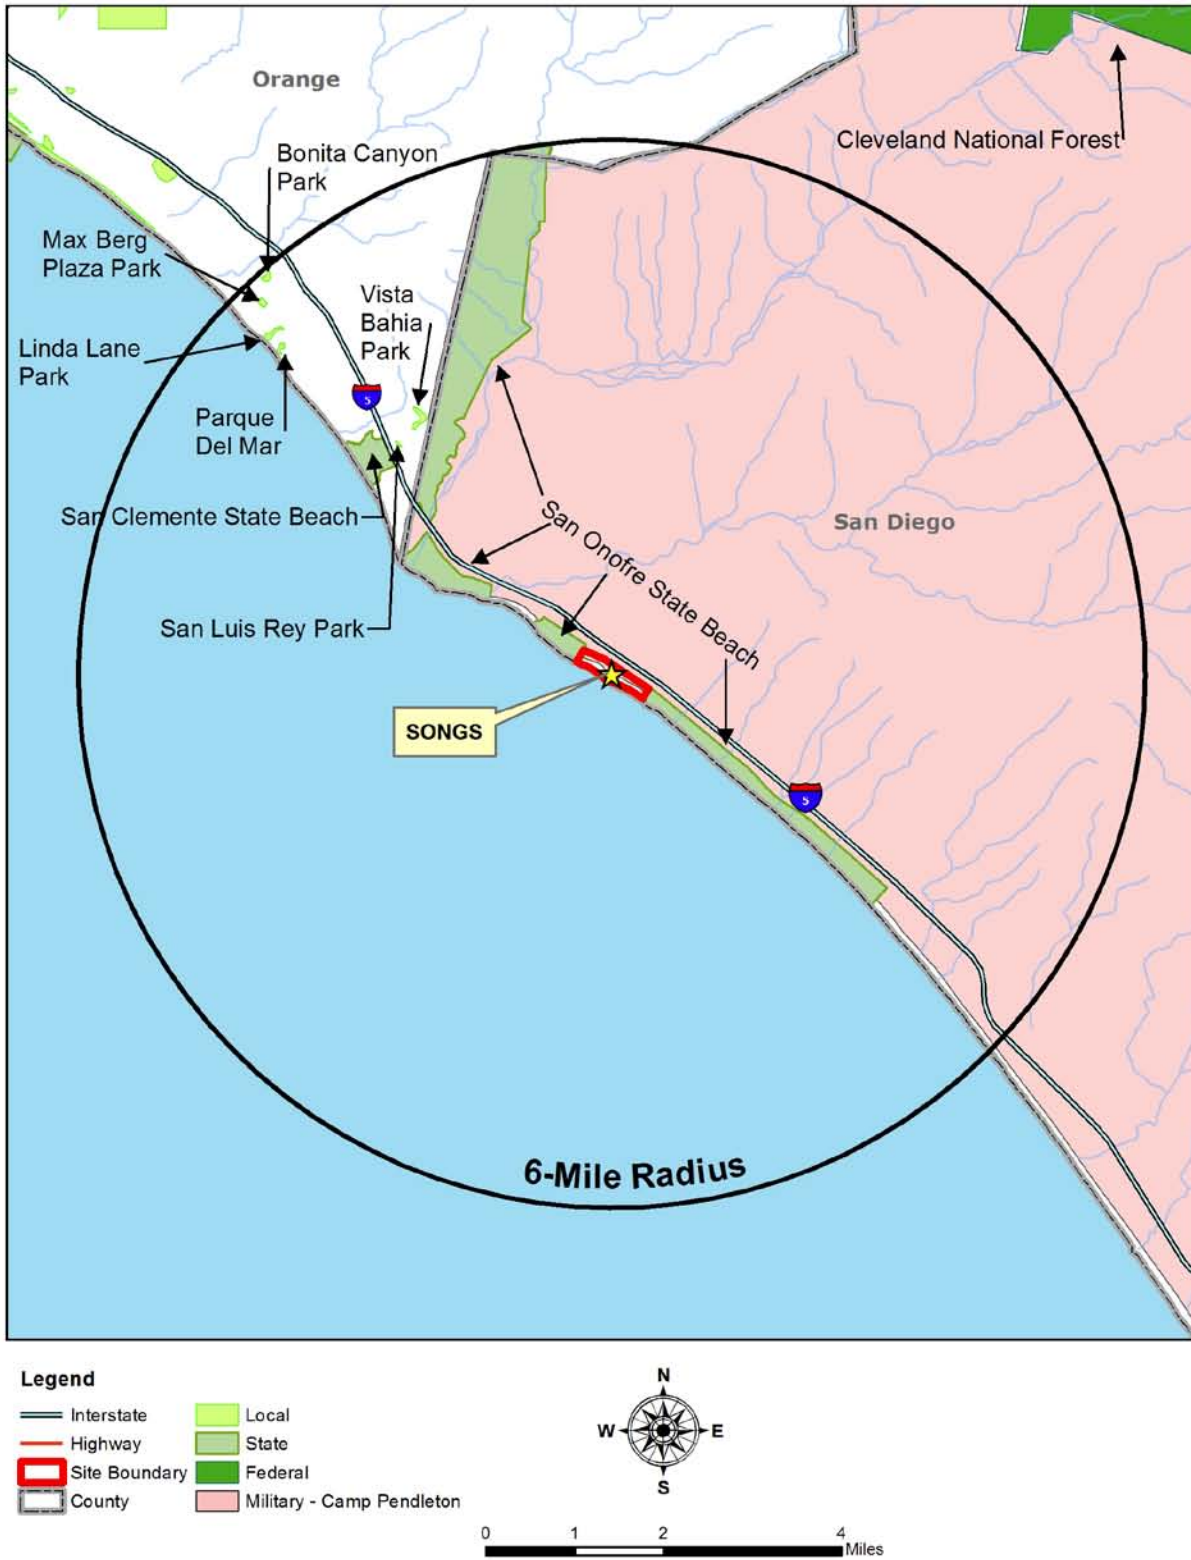 Orange
Cleveland National Forest
Bonita Canyon
Park
Max Berg
Plaza Park
Vista
Bahia
Park
Linda Lane
Park
5
Parque
Del Mar
San Clemente State Beach
San Diego
San Onofre State Beach
San Luis Rey Park
SONGS
5
6-Mile Radius
Legend
Interstate
Highway
Site Boundary
County
Local
State
Federal
Military - Camp Pendleton
N
W E
S
0 1 2 4
Miles